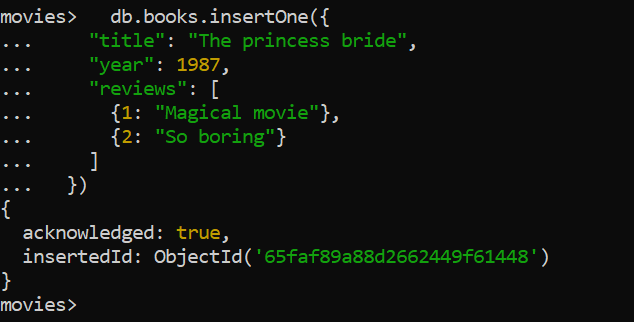 movies>   db.books.insertOne({
...     "title": "The princess bride",
...     "year": 1987,
...     "reviews": [
...       {1: "Magical movie"},
...       {2: "So boring"}
...     ]
...   })
{
  acknowledged: true,
  insertedId: ObjectId('65faf89a88d2662449f61448')
}
movies>